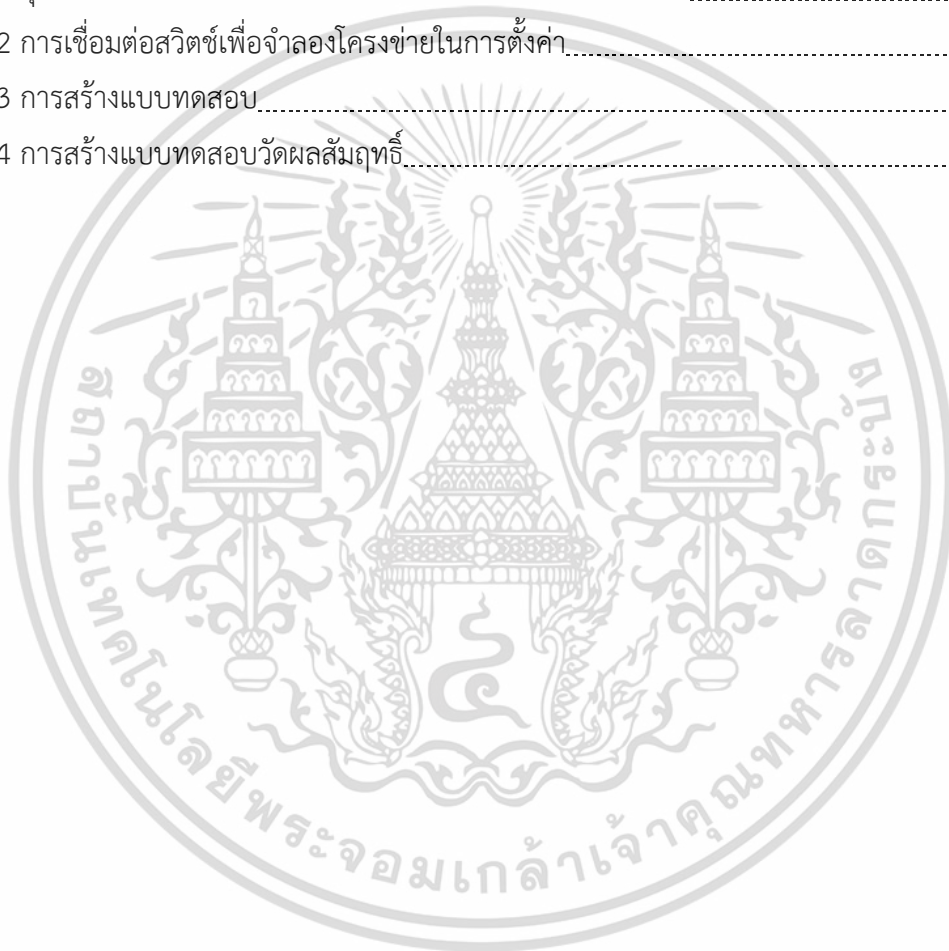 2 การเชื่อมต่อสวิตช์เพื่อจำลองโครงข่ายในการตั้งค่า
3 การสร้างแบบทดสอบ
4 การสร้างแบบทดสอบวัดผลสัมฤทธิ์
๔
สถาบันเทคโนโลยีพระจอมเกล้าเจ้าคุณทหารลาดกระบัง